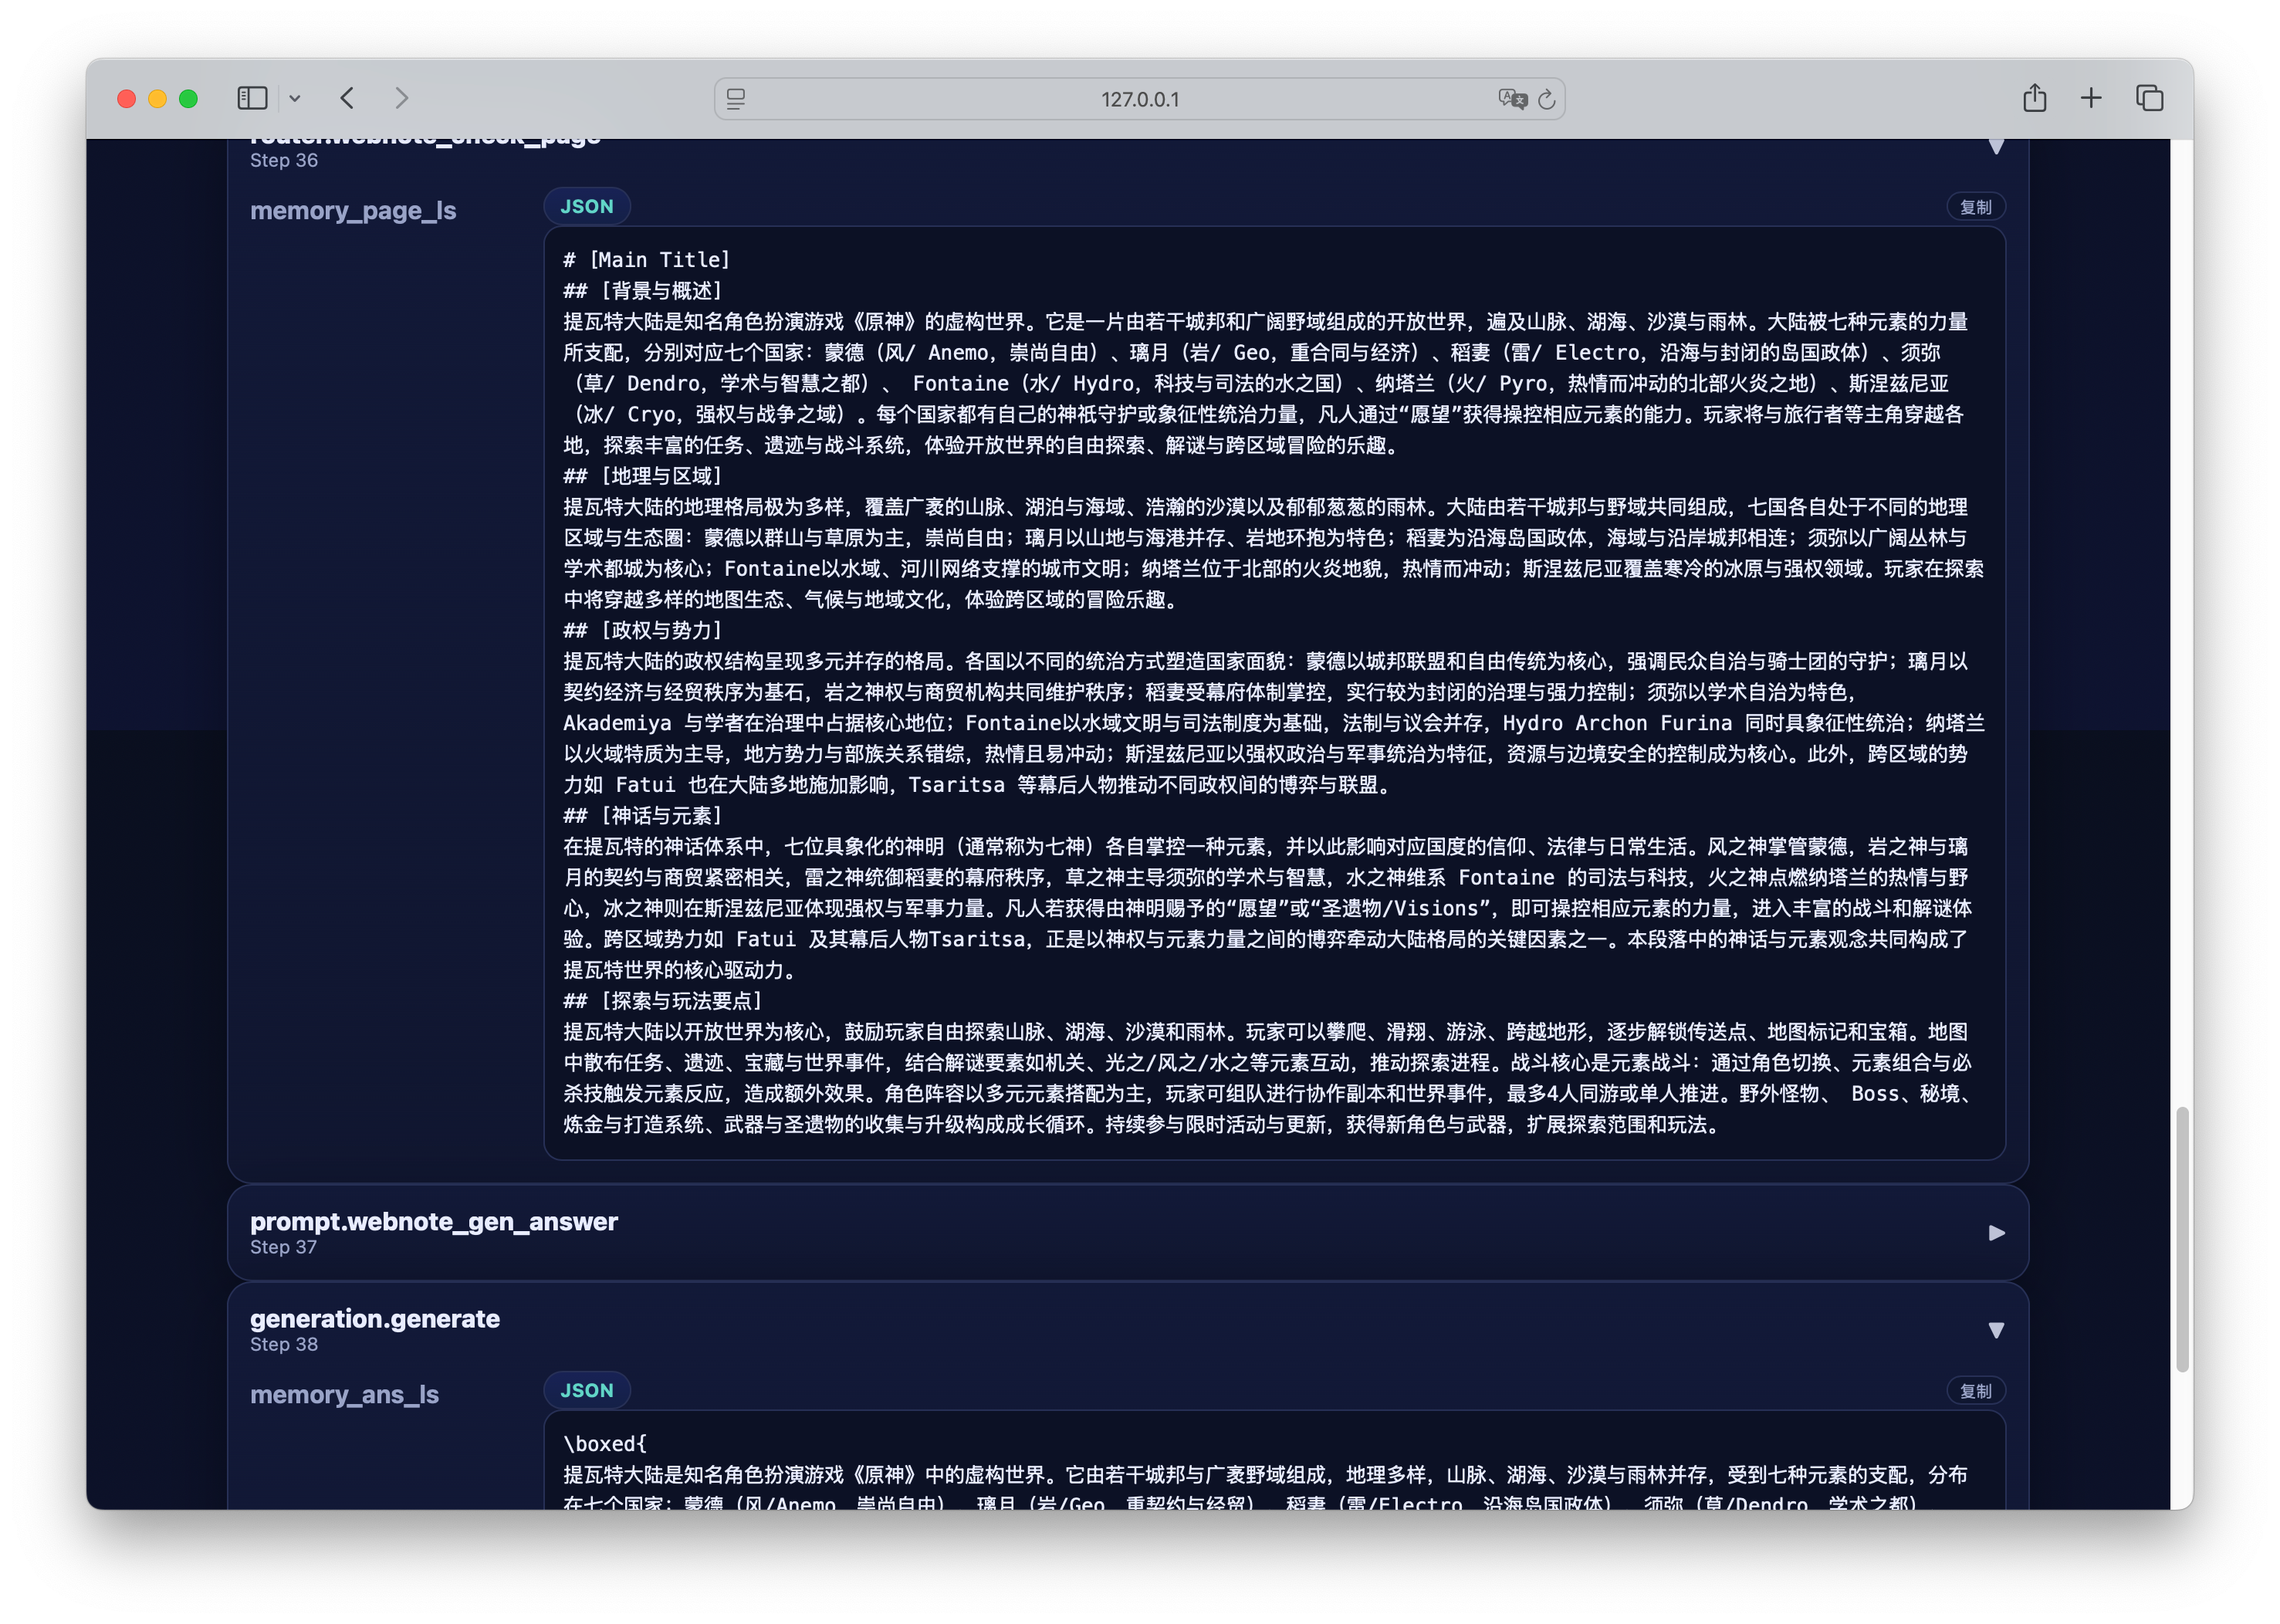 127.0.0.1
router.webnote_check_page
Step 36
memory_page_ls
JSON
复制
# [Main Title]
## [背景与概述]
提瓦特大陆是知名角色扮演游戏《原神》的虚构世界。它是一片由若干城邦和广阔野域组成的开放世界，遍及山脉、湖海、沙漠与雨林。大陆被七种元素的力量
所支配，分别对应七个国家：蒙德（风/ Anemo，崇尚自由）、璃月（岩/ Geo，重合同与经济）、稻妻（雷/ Electro，沿海与封闭的岛国政体）、须弥
（草/ Dendro，学术与智慧之都）、 Fontaine（水/ Hydro，科技与司法的水之国）、纳塔兰（火/ Pyro，热情而冲动的北部火炎之地）、斯涅兹尼亚
（冰/ Cryo，强权与战争之域）。每个国家都有自己的神祇守护或象征性统治力量，凡人通过“愿望”获得操控相应元素的能力。玩家将与旅行者等主角穿越各
地，探索丰富的任务、遗迹与战斗系统，体验开放世界的自由探索、解谜与跨区域冒险的乐趣。
## [地理与区域]
提瓦特大陆的地理格局极为多样，覆盖广袤的山脉、湖泊与海域、浩瀚的沙漠以及郁郁葱葱的雨林。大陆由若干城邦与野域共同组成，七国各自处于不同的地理
区域与生态圈：蒙德以群山与草原为主，崇尚自由；璃月以山地与海港并存、岩地环抱为特色；稻妻为沿海岛国政体，海域与沿岸城邦相连；须弥以广阔丛林与
学术都城为核心；Fontaine以水域、河川网络支撑的城市文明；纳塔兰位于北部的火炎地貌，热情而冲动；斯涅兹尼亚覆盖寒冷的冰原与强权领域。玩家在探索
中将穿越多样的地图生态、气候与地域文化，体验跨区域的冒险乐趣。
## [政权与势力]
提瓦特大陆的政权结构呈现多元并存的格局。各国以不同的统治方式塑造国家面貌：蒙德以城邦联盟和自由传统为核心，强调民众自治与骑士团的守护；璃月以
契约经济与经贸秩序为基石，岩之神权与商贸机构共同维护秩序；稻妻受幕府体制掌控，实行较为封闭的治理与强力控制；须弥以学术自治为特色，
Akademiya 与学者在治理中占据核心地位；Fontaine以水域文明与司法制度为基础，法制与议会并存，Hydro Archon Furina 同时具象征性统治；纳塔兰
以火域特质为主导，地方势力与部族关系错综，热情且易冲动；斯涅兹尼亚以强权政治与军事统治为特征，资源与边境安全的控制成为核心。此外，跨区域的势
力如 Fatui 也在大陆多地施加影响，Tsaritsa 等幕后人物推动不同政权间的博弈与联盟。
## [神话与元素]
在提瓦特的神话体系中，七位具象化的神明（通常称为七神）各自掌控一种元素，并以此影响对应国度的信仰、法律与日常生活。风之神掌管蒙德，岩之神与璃
月的契约与商贸紧密相关，雷之神统御稻妻的幕府秩序，草之神主导须弥的学术与智慧，水之神维系 Fontaine 的司法与科技，火之神点燃纳塔兰的热情与野
心，冰之神则在斯涅兹尼亚体现强权与军事力量。凡人若获得由神明赐予的“愿望”或“圣遗物/Visions”，即可操控相应元素的力量，进入丰富的战斗和解谜体
验。跨区域势力如 Fatui 及其幕后人物Tsaritsa，正是以神权与元素力量之间的博弈牵动大陆格局的关键因素之一。本段落中的神话与元素观念共同构成了
提瓦特世界的核心驱动力。
## [探索与玩法要点]
提瓦特大陆以开放世界为核心，鼓励玩家自由探索山脉、湖海、沙漠和雨林。玩家可以攀爬、滑翔、游泳、跨越地形，逐步解锁传送点、地图标记和宝箱。地图
中散布任务、遗迹、宝藏与世界事件，结合解谜要素如机关、光之/风之/水之等元素互动，推动探索进程。战斗核心是元素战斗：通过角色切换、元素组合与必
杀技触发元素反应，造成额外效果。角色阵容以多元元素搭配为主，玩家可组队进行协作副本和世界事件，最多4人同游或单人推进。野外怪物、 Boss、秘境、
炼金与打造系统、武器与圣遗物的收集与升级构成成长循环。持续参与限时活动与更新，获得新角色与武器，扩展探索范围和玩法。
prompt.webnote_gen_answer
Step 37
generation.generate
Step 38
memory_ans_ls
JSON
复制
\boxed{
提瓦特大陆是知名角色扮演游戏《原神》中的虚构世界。它由若干城邦与广袤野域组成，地理多样，山脉、湖海、沙漠与雨林并存，受到七种元素的支配，分布
在七个国家：蒙德（风/Anemo，崇尚自由）、璃月（岩/Geo，重契约与经贸）、稻妻（雷/Electro，沿海岛国政体）、须弥（草/Dendro，学术之都）、